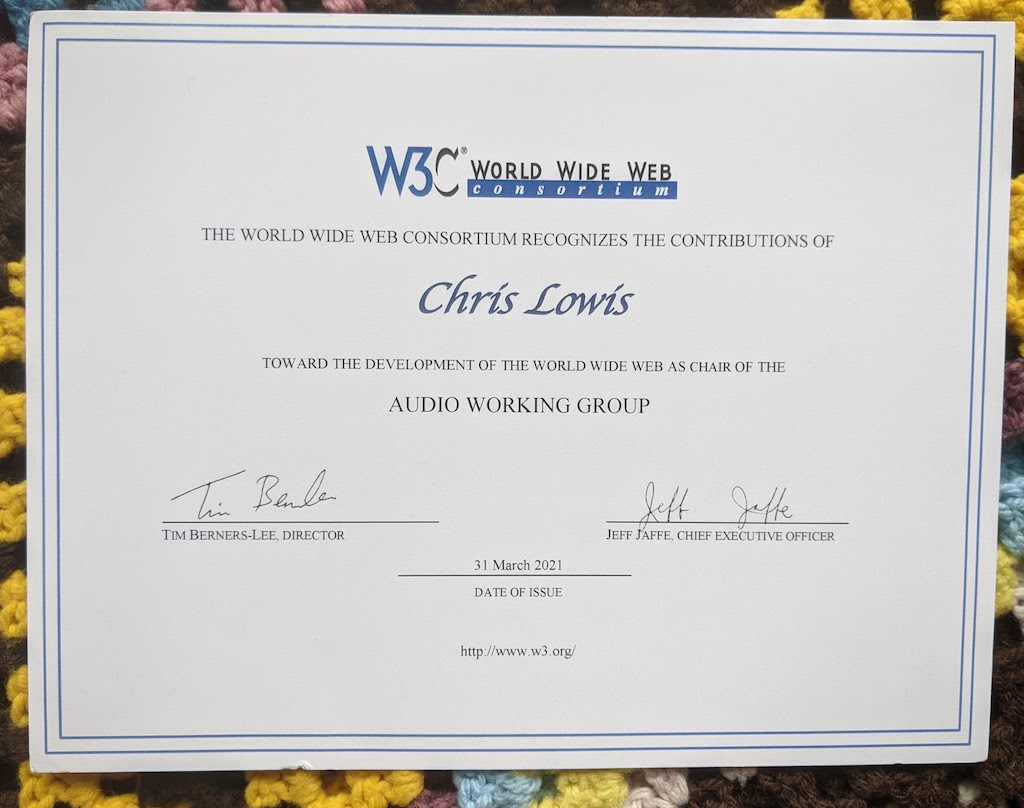 W3C® WORLD WIDE WEB
consortium
THE WORLD WIDE WEB CONSORTIUM RECOGNIZES THE CONTRIBUTIONS OF
Chris Lowis
TOWARD THE DEVELOPMENT OF THE WORLD WIDE WEB AS CHAIR OF THE
AUDIO WORKING GROUP
Tim Berners-Lee
Jeff Jaffe
TIM BERNERS-LEE, DIRECTOR
JEFF JAFFE, CHIEF EXECUTIVE OFFICER
31 March 2021
DATE OF ISSUE
http://www.w3.org/